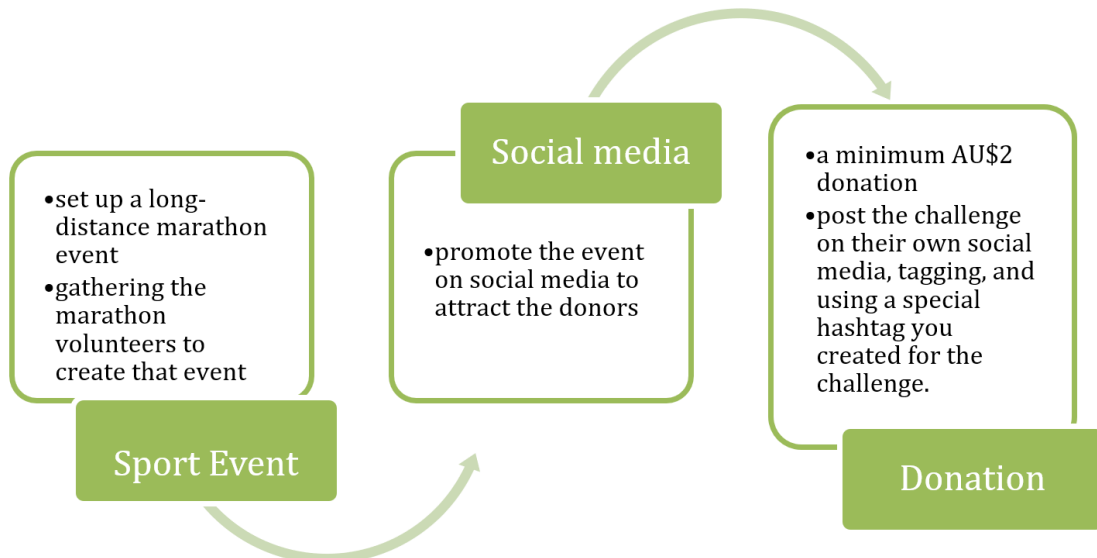 •set up a long-
distance marathon
event
•gathering the
marathon
volunteers to
create that event
Sport Event
Social media
•promote the event
on social media to
attract the donors
•a minimum AU$2
donation
•post the challenge
on their own social
media, tagging, and
using a special
hashtag you
created for the
challenge.
Donation